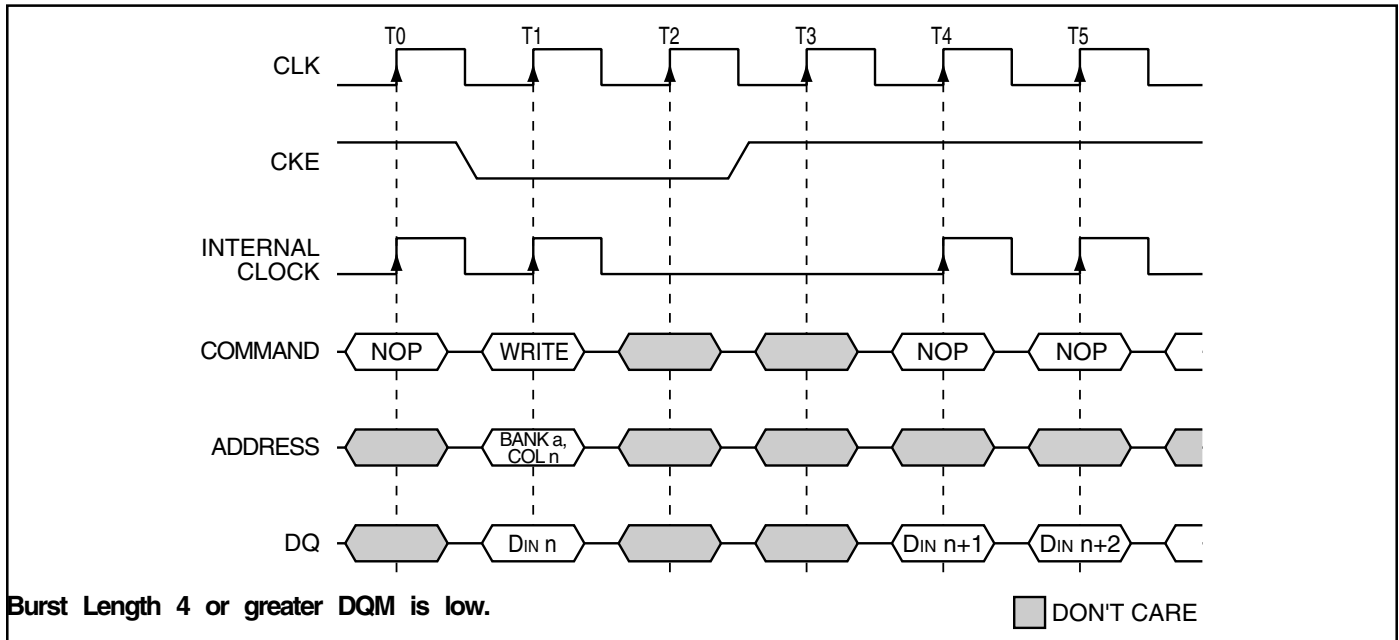 T0 T1 T2 T3 T4 T5
CLK
CKE
INTERNAL
CLOCK
COMMAND NOP WRITE NOP NOP
ADDRESS BANK a,
COL n
DQ DIN n DIN n+1 DIN n+2
Burst Length 4 or greater DQM is low.
DON'T CARE